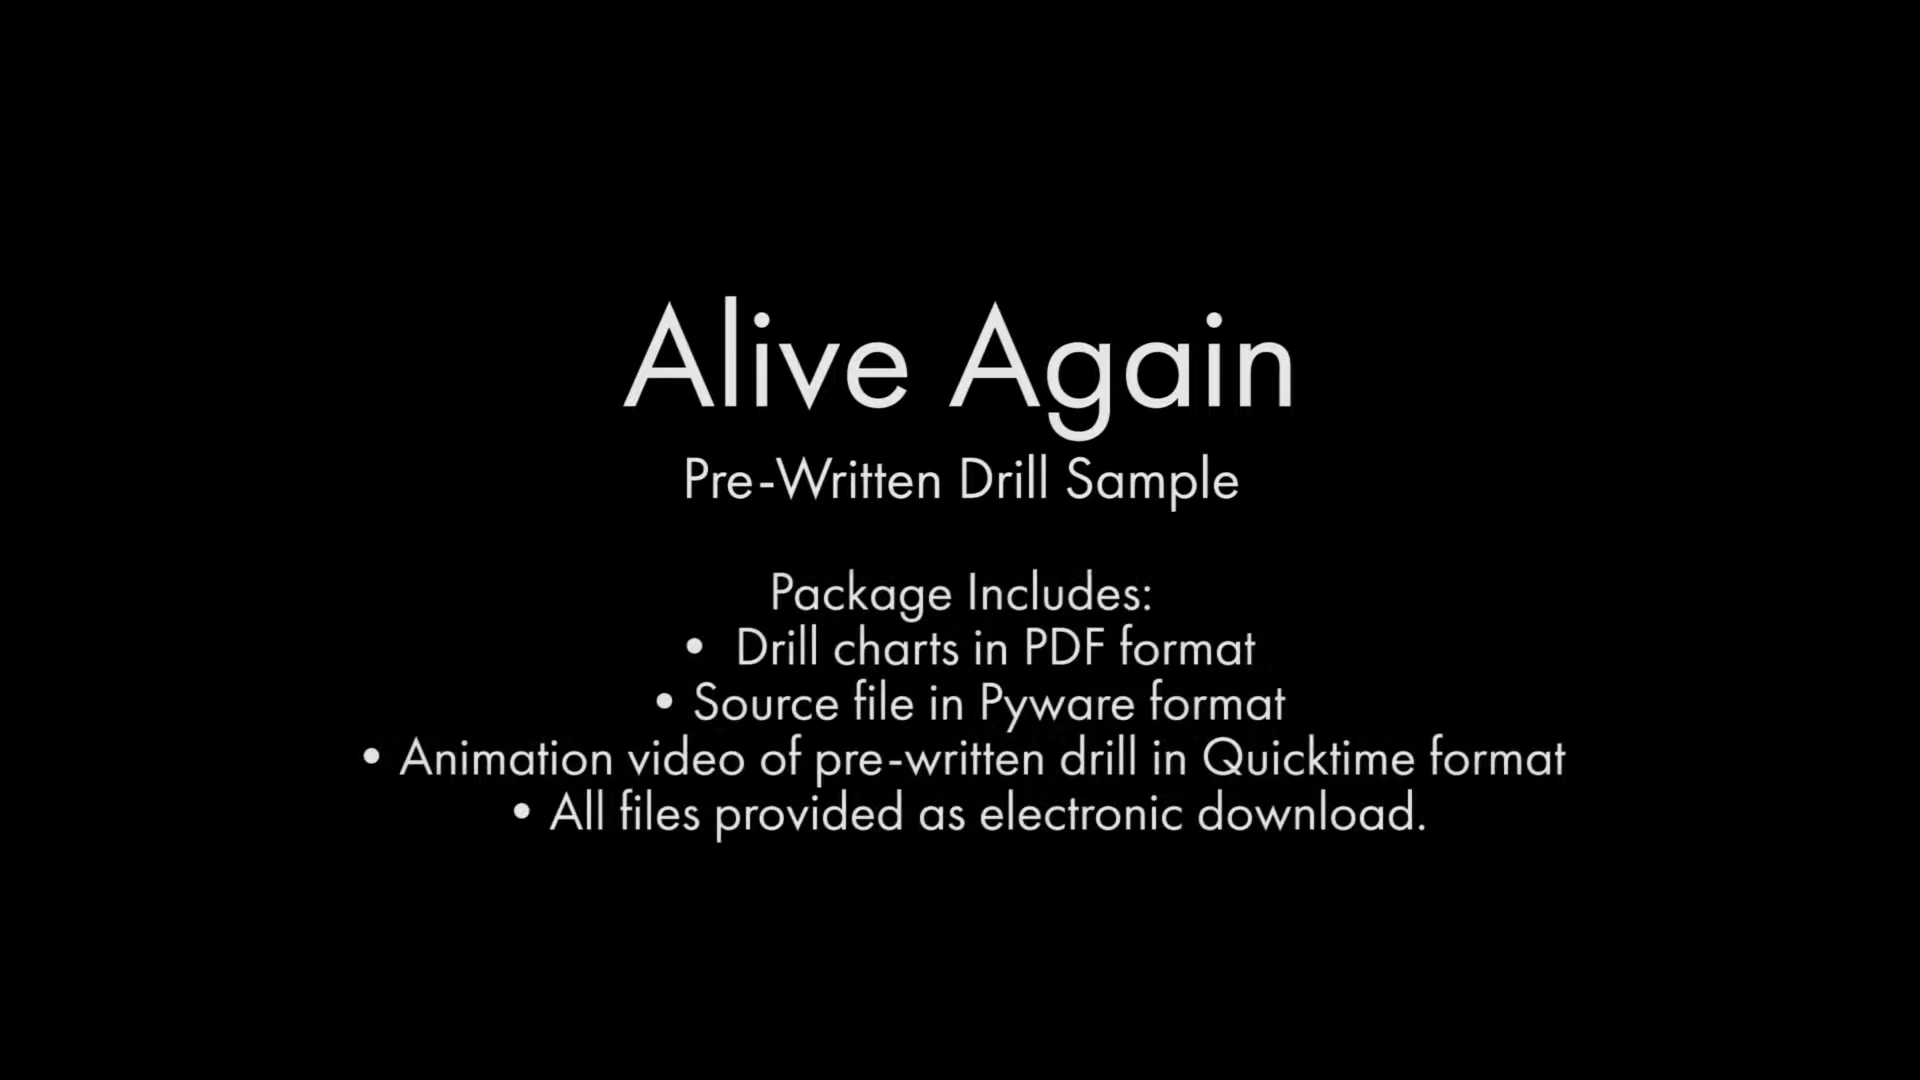 Alive Again
Pre-Written Drill Sample
Package Includes:
• Drill charts in PDF format
• Source file in Pyware format
• Animation video of pre-written drill in Quicktime format
• All files provided as electronic download.